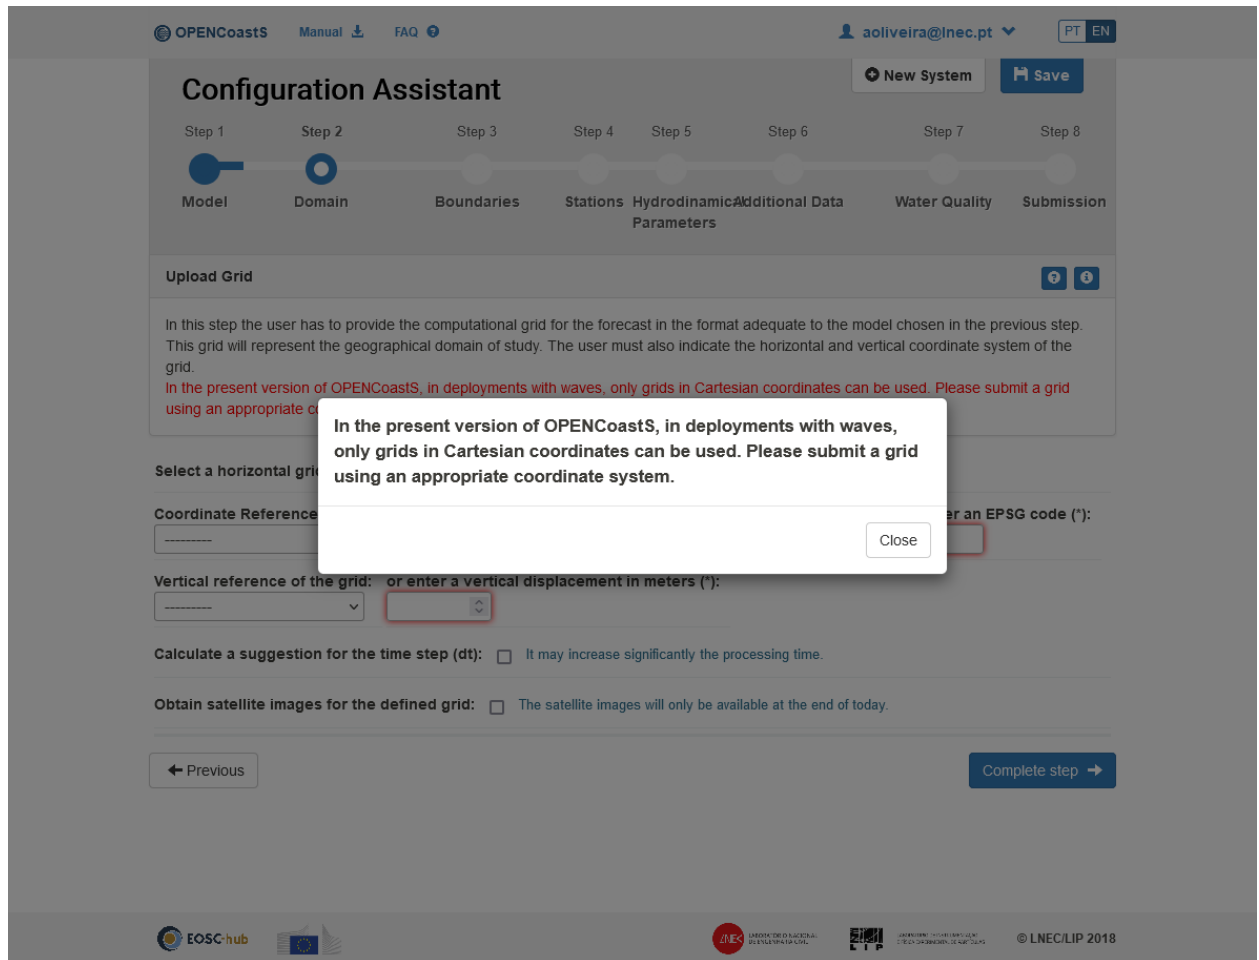 OPENCoastS Manual FAQ aoliveira@lnec.pt PT EN
Configuration Assistant
New System Save
Step 1 Step 2 Step 3 Step 4 Step 5 Step 6 Step 7 Step 8
Model Domain Boundaries Stations Hydrodinamical Additional Data Water Quality Submission
Parameters
Upload Grid
In this step the user has to provide the computational grid for the forecast in the format adequate to the model chosen in the previous step.
This grid will represent the geographical domain of study. The user must also indicate the horizontal and vertical coordinate system of the
grid.
In the present version of OPENCoastS, in deployments with waves, only grids in Cartesian coordinates can be used. Please submit a grid
using an appropriate
In the present version of OPENCoastS, in deployments with waves,
only grids in Cartesian coordinates can be used. Please submit a grid
using an appropriate coordinate system.
Close
Select a horizontal
Coordinate Reference an EPSG code (*):
---------
Vertical reference of the grid: or enter a vertical displacement in meters (*):
---------
Calculate a suggestion for the time step (dt): It may increase significantly the processing time.
Obtain satellite images for the defined grid: The satellite images will only be available at the end of today.
Previous Complete step
EOSC-hub LNEC LIP © LNEC/LIP 2018